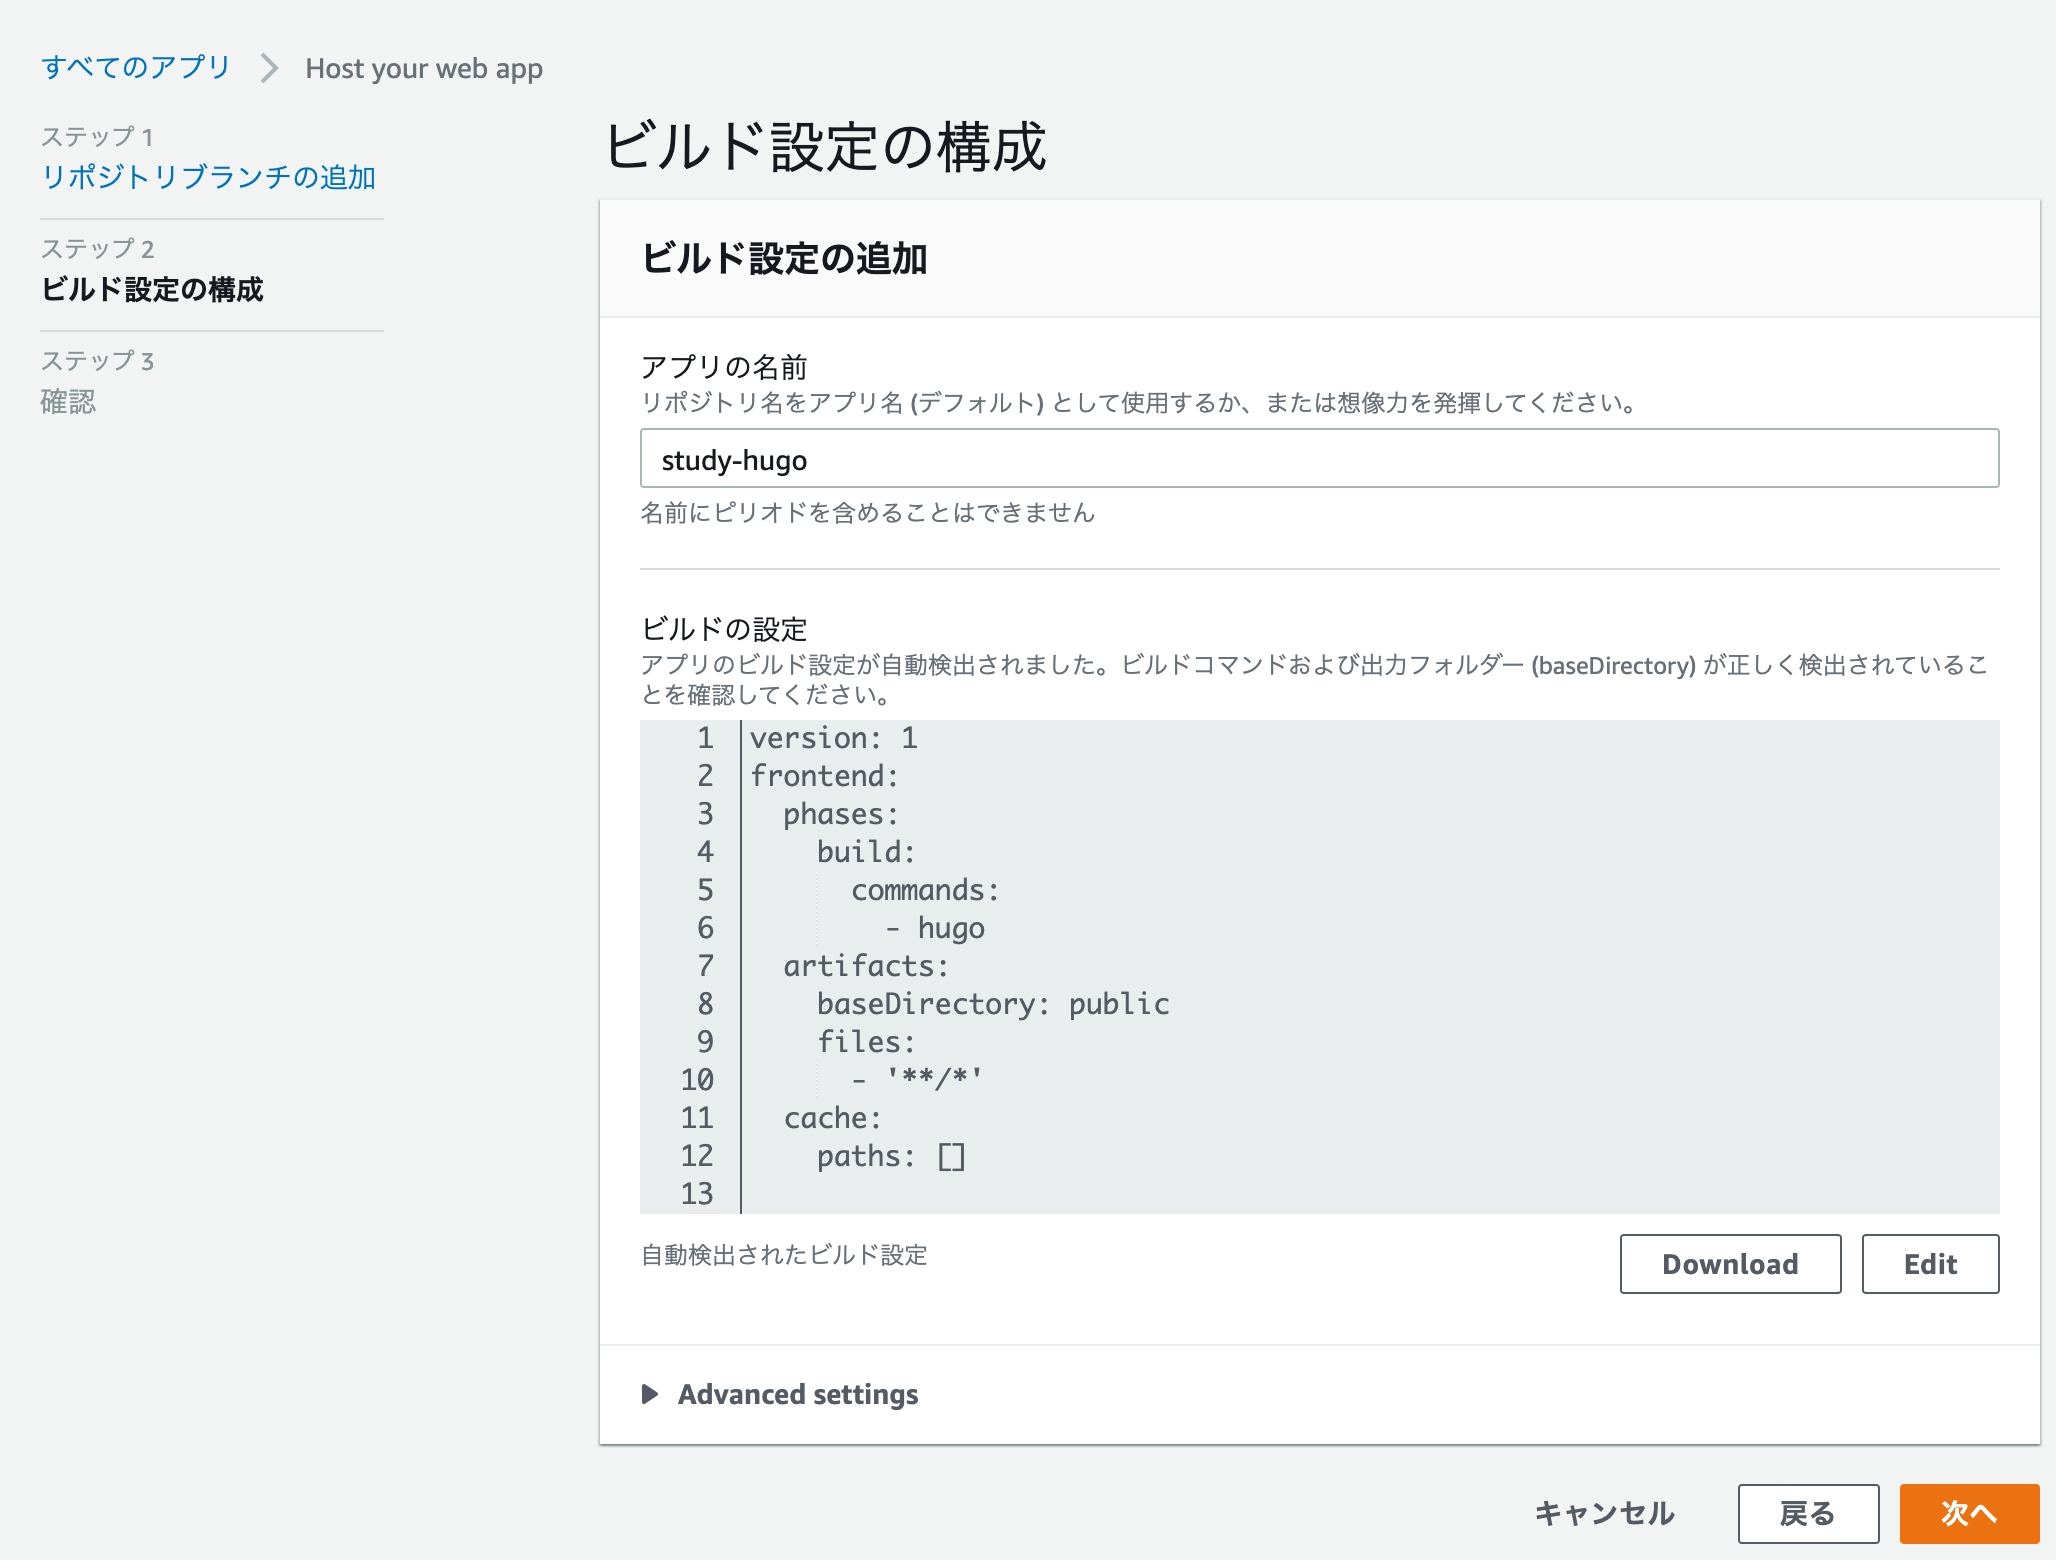 すべてのアプリ > Host your web app
ステップ 1
リポジトリブランチの追加
ステップ 2
ビルド設定の構成
ステップ 3
確認
ビルド設定の構成
ビルド設定の追加
アプリの名前
リポジトリ名をアプリ名 (デフォルト) として使用するか、または想像力を発揮してください。
study-hugo
名前にピリオドを含めることはできません
ビルドの設定
アプリのビルド設定が自動検出されました。ビルドコマンドおよび出力フォルダー (baseDirectory) が正しく検出されているこ
とを確認してください。
1 version: 1
2 frontend:
3   phases:
4     build:
5       commands:
6         - hugo
7   artifacts:
8     baseDirectory: public
9     files:
10       - '**/*'
11   cache:
12     paths: []
13
自動検出されたビルド設定
Download Edit
Advanced settings
キャンセル 戻る 次へ